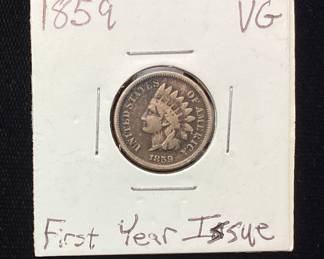 1859 VG
UNITED STATES OF AMERICA
1859
First Year Issue